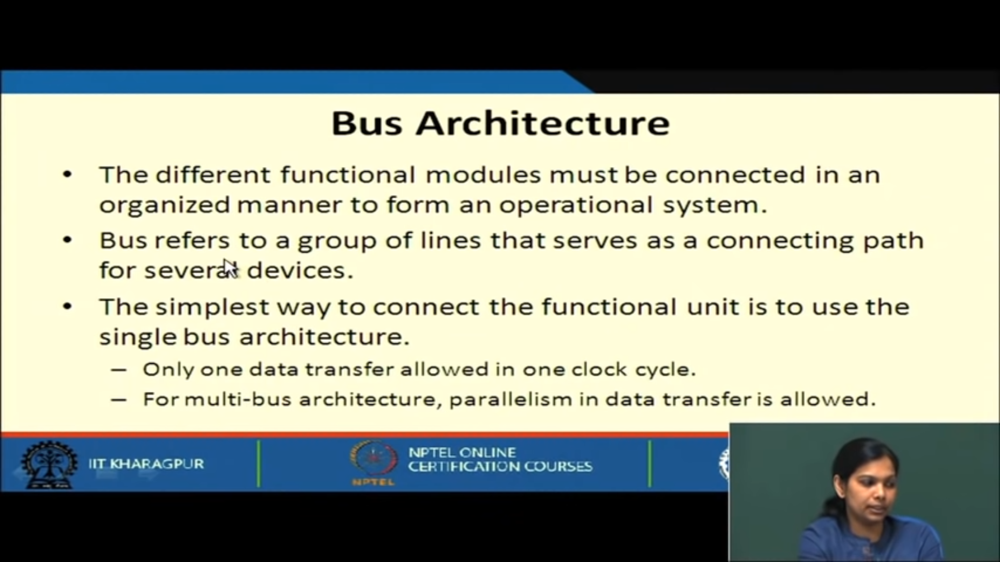 Bus Architecture
• The different functional modules must be connected in an
organized manner to form an operational system.
• Bus refers to a group of lines that serves as a connecting path
for several devices.
• The simplest way to connect the functional unit is to use the
single bus architecture.
– Only one data transfer allowed in one clock cycle.
– For multi-bus architecture, parallelism in data transfer is allowed.
IIT KHARAGPUR
NPTEL ONLINE
CERTIFICATION COURSES
NPTEL